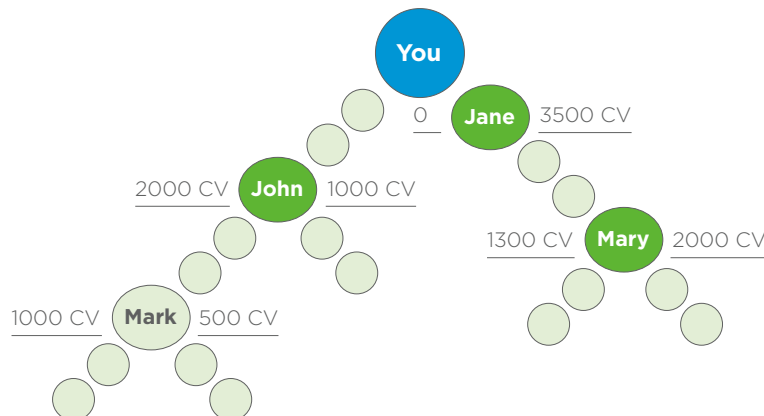 You
0 Jane 3500 CV
2000 CV John 1000 CV
1300 CV Mary 2000 CV
1000 CV Mark 500 CV